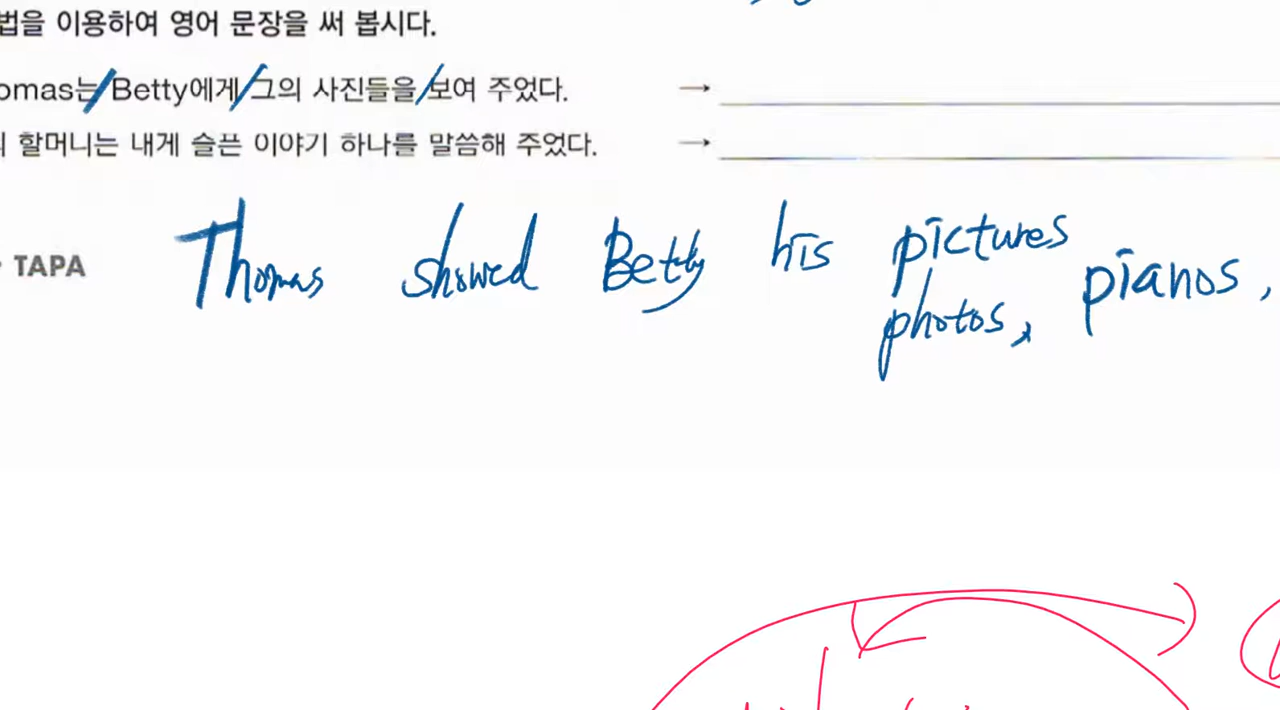 법을 이용하여 영어 문장을 써 봅시다.
omas는/Betty에게/그의 사진들을/보여 주었다. →
할머니는 내게 슬픈 이야기 하나를 말씀해 주었다. →
TAPA
Thomas showed Betty his pictures
photos, pianos,